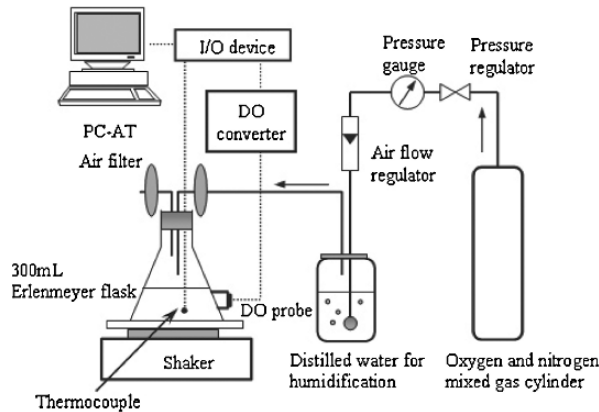 I/O device
Pressure
gauge
Pressure
regulator
PC-AT
DO
converter
Air filter
Air flow
regulator
300mL
Erlenmeyer flask
DO probe
Shaker
Distilled water for
humidification
Oxygen and nitrogen
mixed gas cylinder
Thermocouple